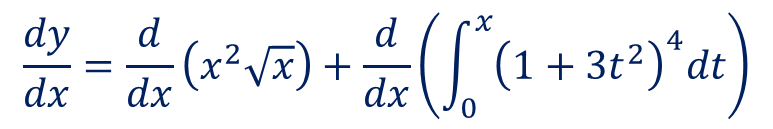 dy/dx = d/dx (x²√x) + d/dx (∫₀ˣ (1 + 3t²)⁴ dt)